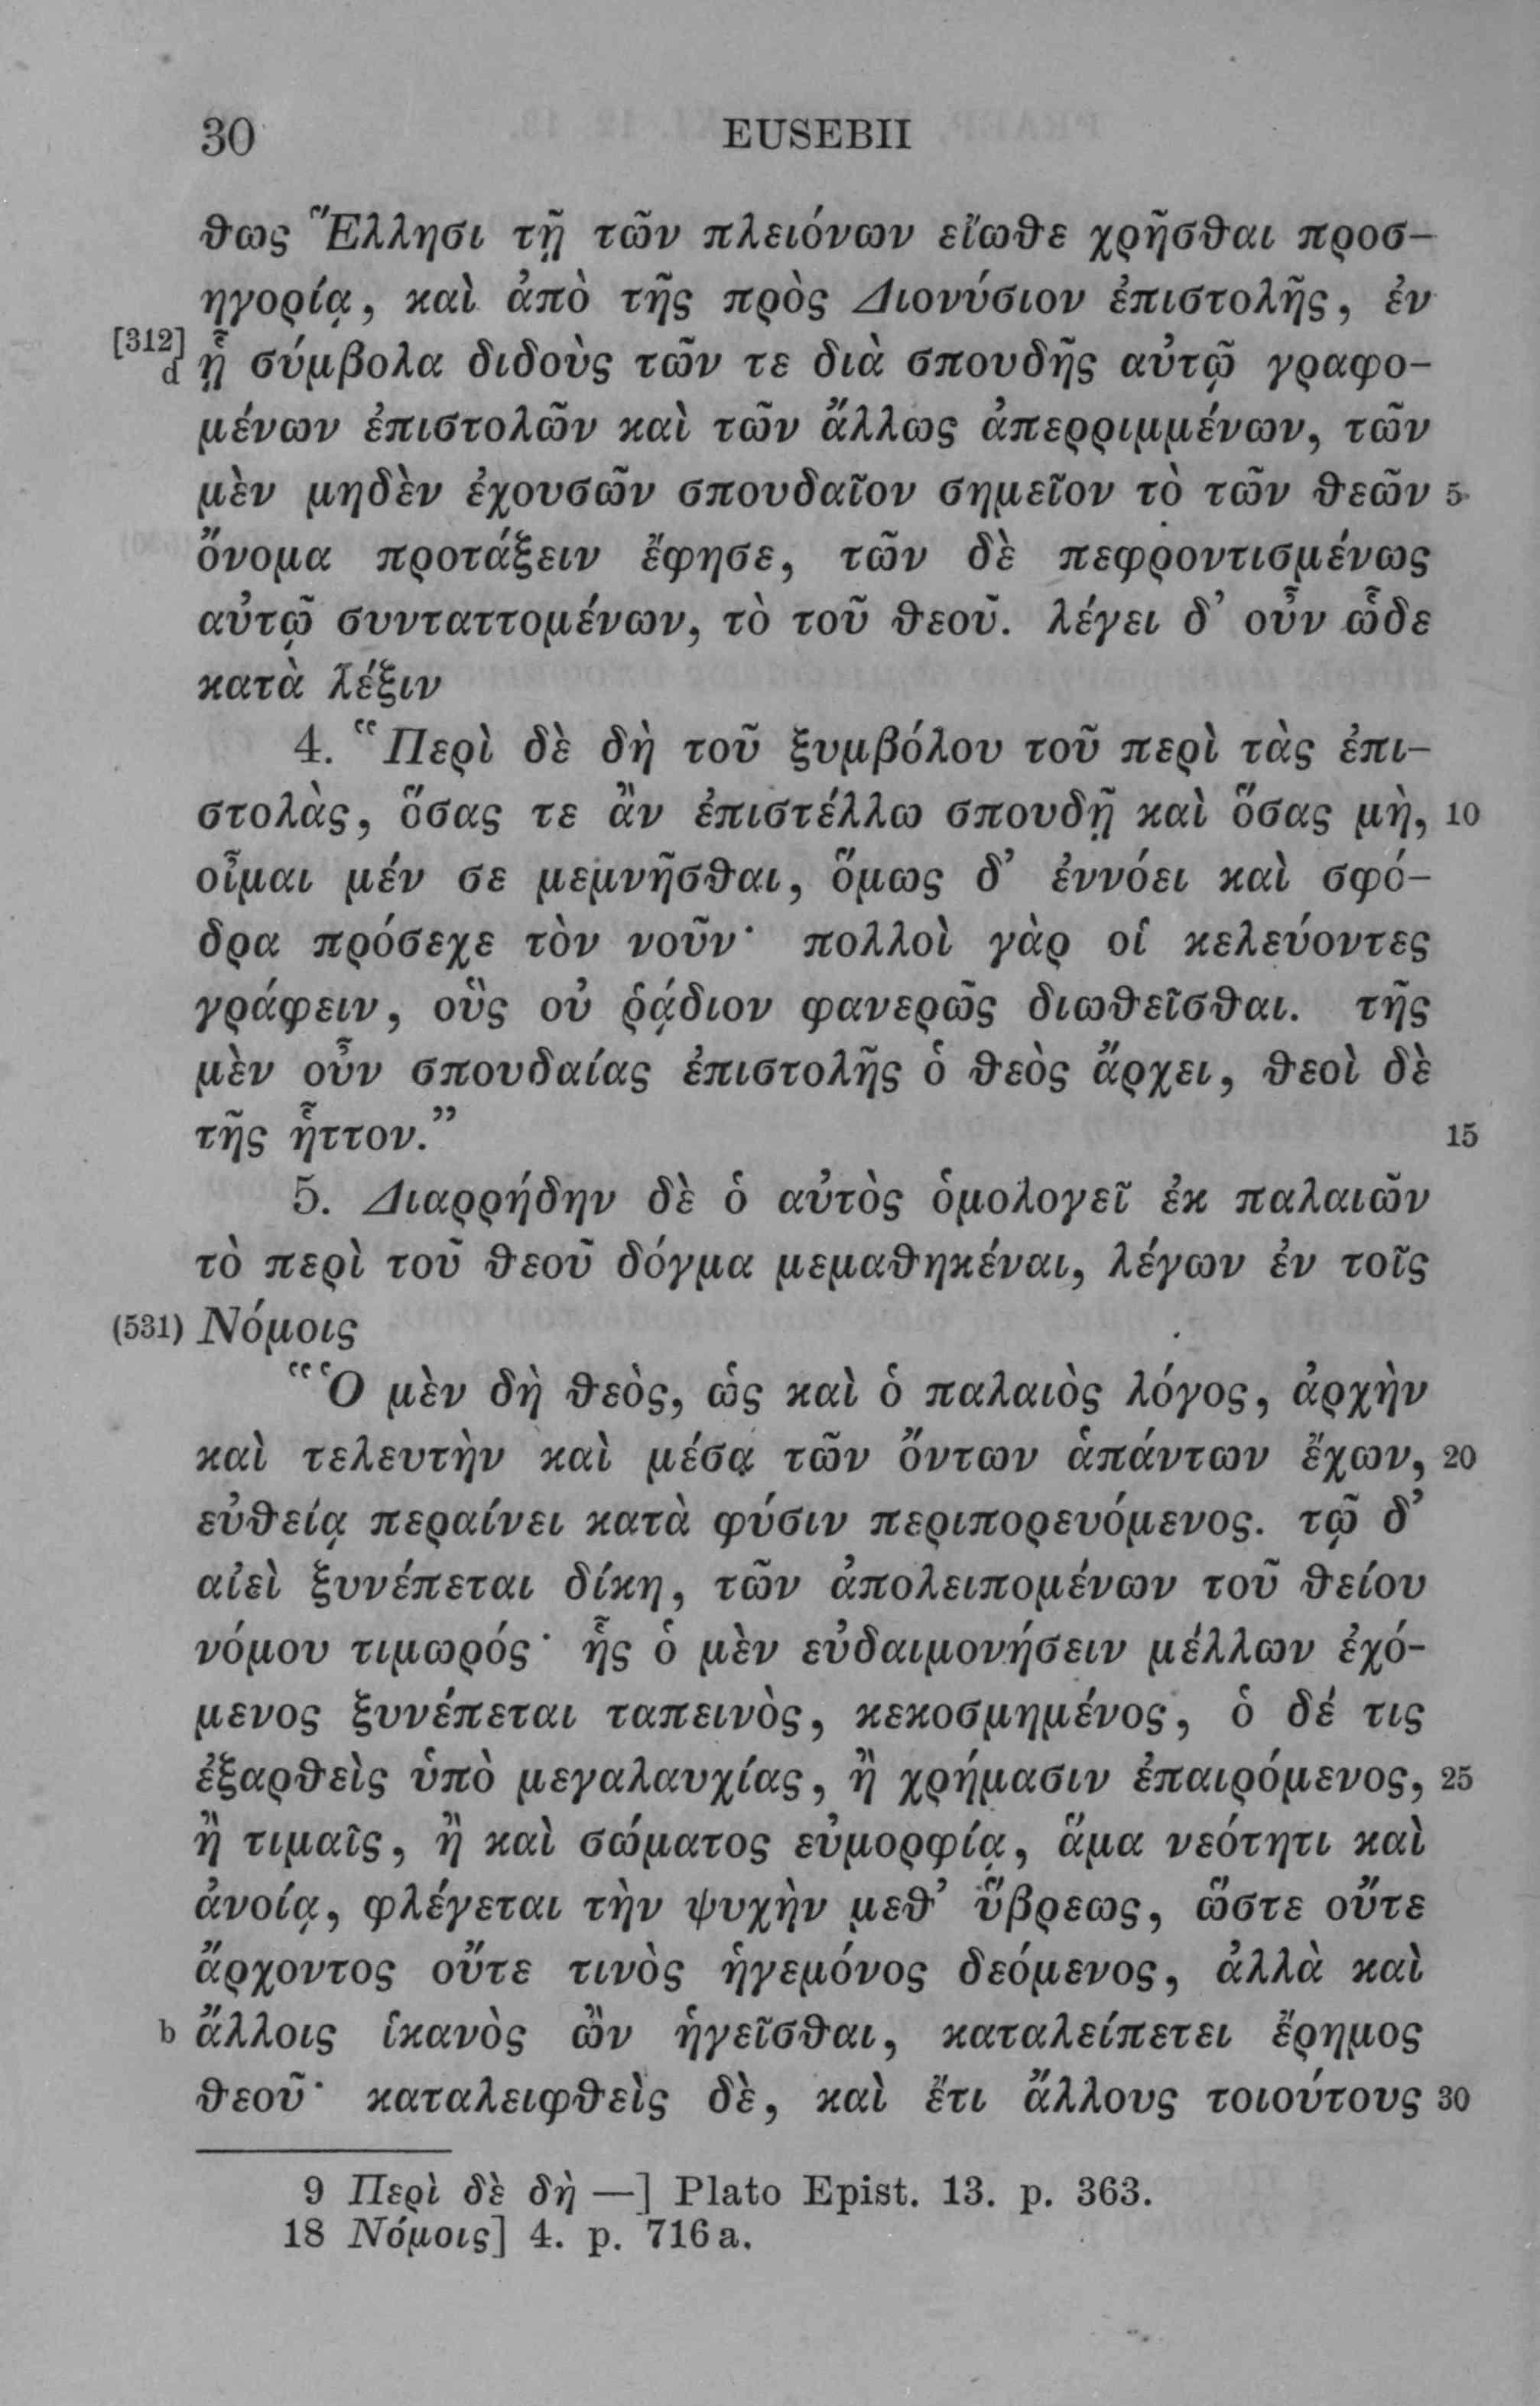 30 EUSEBII
θως Ἕλλησι τῇ τῶν πλειόνων εἴωθε χρῆσθαι προσ-
ηγορίᾳ, καὶ ἀπὸ τῆς πρὸς Διονύσιον ἐπιστολῆς, ἐν
[312] d ᾗ σύμβολα διδοὺς τῶν τε διὰ σπουδῆς αὐτῷ γραφο-
μένων ἐπιστολῶν καὶ τῶν ἄλλως ἀπερριμμένων, τῶν
μὲν μηδὲν ἐχουσῶν σπουδαῖον σημεῖον τὸ τῶν θεῶν 5
ὄνομα προτάξειν ἔφησε, τῶν δὲ πεφροντισμένως
αὐτῷ συνταττομένων, τὸ τοῦ θεοῦ. λέγει δ’ οὖν ὧδε
κατὰ λέξιν
4. “Περὶ δὲ δὴ τοῦ ξυμβόλου τοῦ περὶ τὰς ἐπι-
στολὰς, ὅσας τε ἂν ἐπιστέλλω σπουδῇ καὶ ὅσας μὴ, 10
οἶμαι μέν σε μεμνῆσθαι, ὅμως δ’ ἐννόει καὶ σφό-
δρα πρόσεχε τὸν νοῦν· πολλοὶ γὰρ οἱ κελεύοντες
γράφειν, οὓς οὐ ῥᾴδιον φανερῶς διωθεῖσθαι. τῆς
μὲν οὖν σπουδαίας ἐπιστολῆς ὁ θεὸς ἄρχει, θεοὶ δὲ
τῆς ἧττον.” 15
5. Διαρρήδην δὲ ὁ αὐτὸς ὁμολογεῖ ἐκ παλαιῶν
τὸ περὶ τοῦ θεοῦ δόγμα μεμαθηκέναι, λέγων ἐν τοῖς
(531) Νόμοις
“Ὁ μὲν δὴ θεὸς, ὡς καὶ ὁ παλαιὸς λόγος, ἀρχὴν
καὶ τελευτὴν καὶ μέσα τῶν ὄντων ἁπάντων ἔχων, 20
εὐθείᾳ περαίνει κατὰ φύσιν περιπορευόμενος. τῷ δ’
αἰεὶ ξυνέπεται δίκη, τῶν ἀπολειπομένων τοῦ θείου
νόμου τιμωρός· ἧς ὁ μὲν εὐδαιμονήσειν μέλλων ἐχό-
μενος ξυνέπεται ταπεινὸς, κεκοσμημένος, ὁ δέ τις
ἐξαρθεὶς ὑπὸ μεγαλαυχίας, ἢ χρήμασιν ἐπαιρόμενος, 25
ἢ τιμαῖς, ἢ καὶ σώματος εὐμορφίᾳ, ἅμα νεότητι καὶ
ἀνοίᾳ, φλέγεται τὴν ψυχὴν μεθ’ ὕβρεως, ὥστε οὔτε
ἄρχοντος οὔτε τινὸς ἡγεμόνος δεόμενος, ἀλλὰ καὶ
b ἄλλοις ἱκανὸς ὢν ἡγεῖσθαι, καταλείπετει ἔρημος
θεοῦ· καταλειφθεὶς δὲ, καὶ ἔτι ἄλλους τοιούτους 30
9 Περὶ δὲ δὴ —] Plato Epist. 13. p. 363.
18 Νόμοις] 4. p. 716 a.